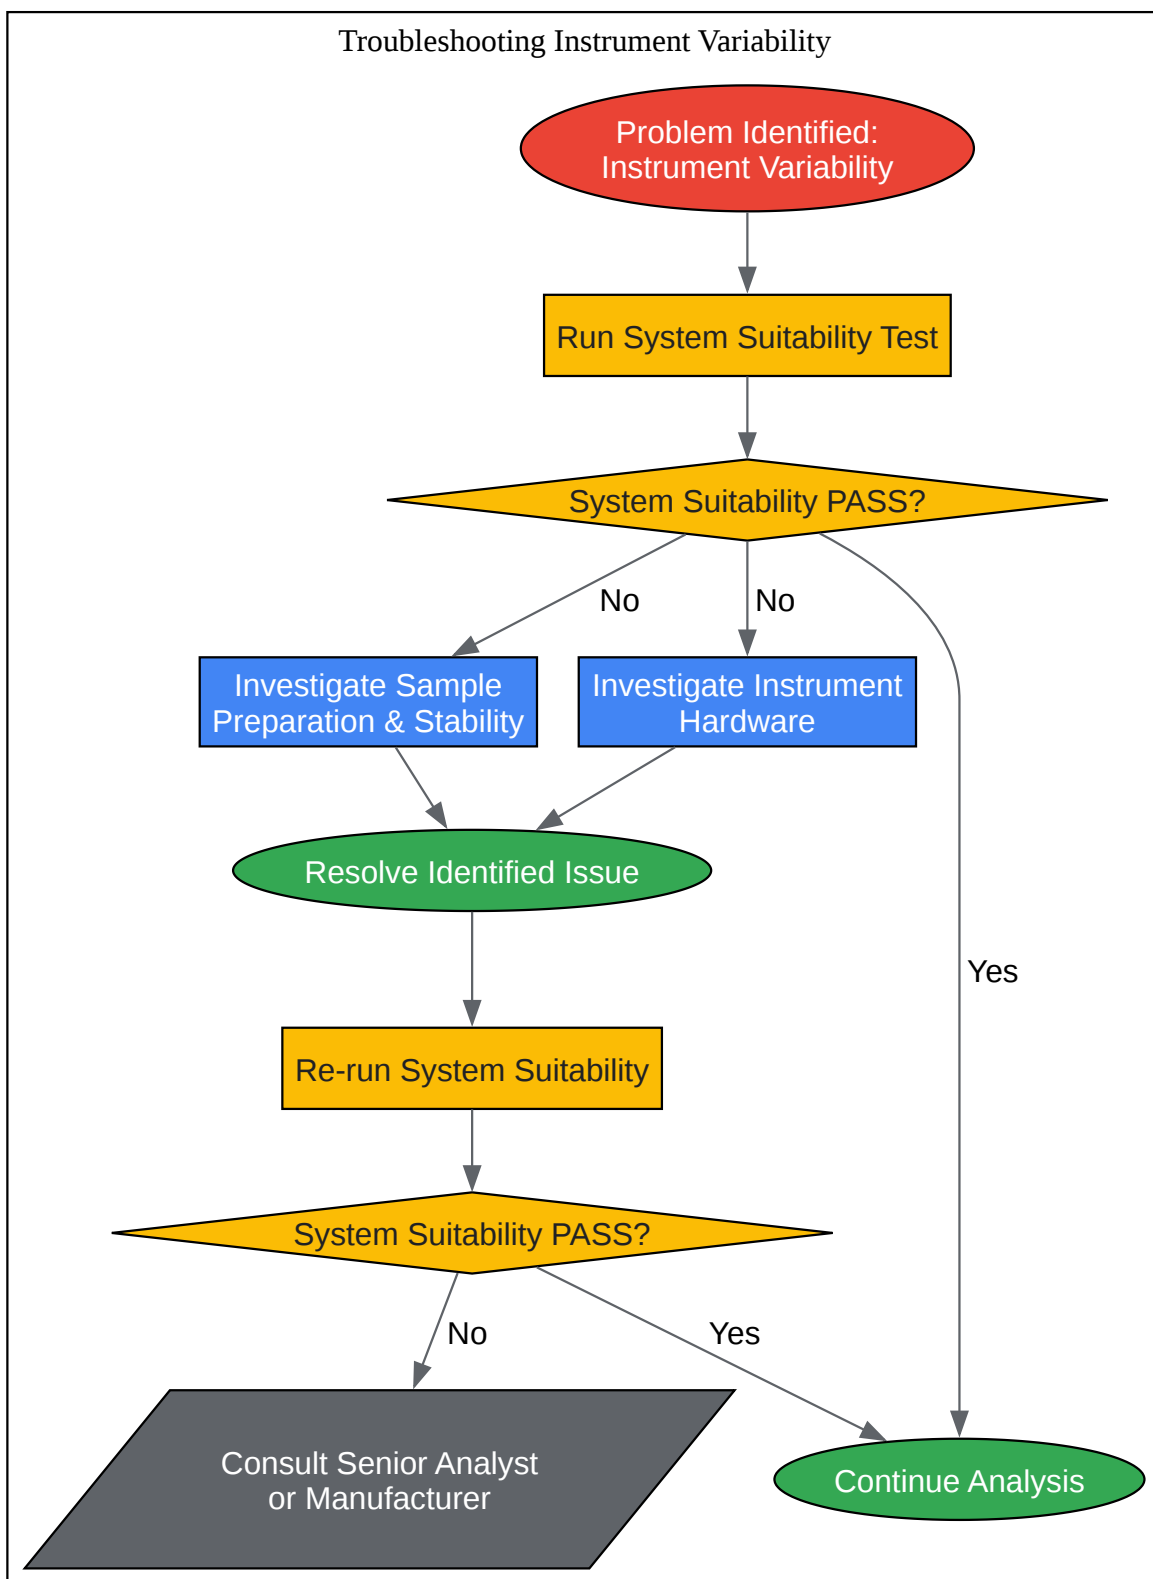 Troubleshooting Instrument Variability
Problem Identified:
Instrument Variability
Run System Suitability Test
System Suitability PASS?
No
No
Investigate Sample
Preparation & Stability
Investigate Instrument
Hardware
Resolve Identified Issue
Yes
Re-run System Suitability
System Suitability PASS?
No
Yes
Consult Senior Analyst
or Manufacturer
Continue Analysis